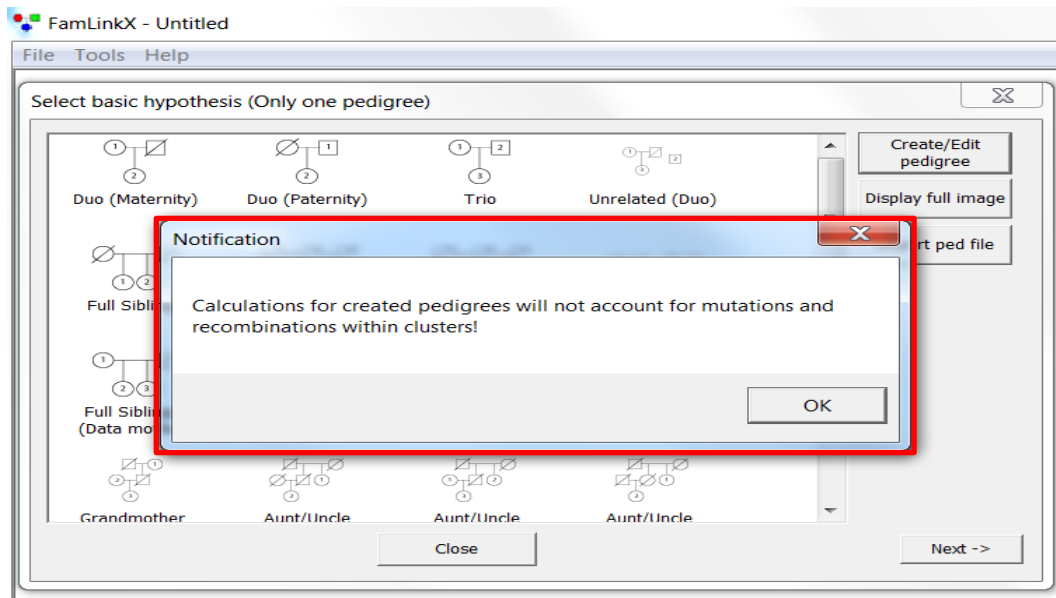 FamLinkX - Untitled
File Tools Help
Select basic hypothesis (Only one pedigree)
Duo (Maternity) Duo (Paternity) Trio Unrelated (Duo)
Create/Edit
pedigree
Display full image
rt ped file
Notification
Calculations for created pedigrees will not account for mutations and
recombinations within clusters!
OK
Full Sibli
Full Sibli
(Data mo
Grandmother Aunt/Uncle Aunt/Uncle Aunt/Uncle
Close
Next ->